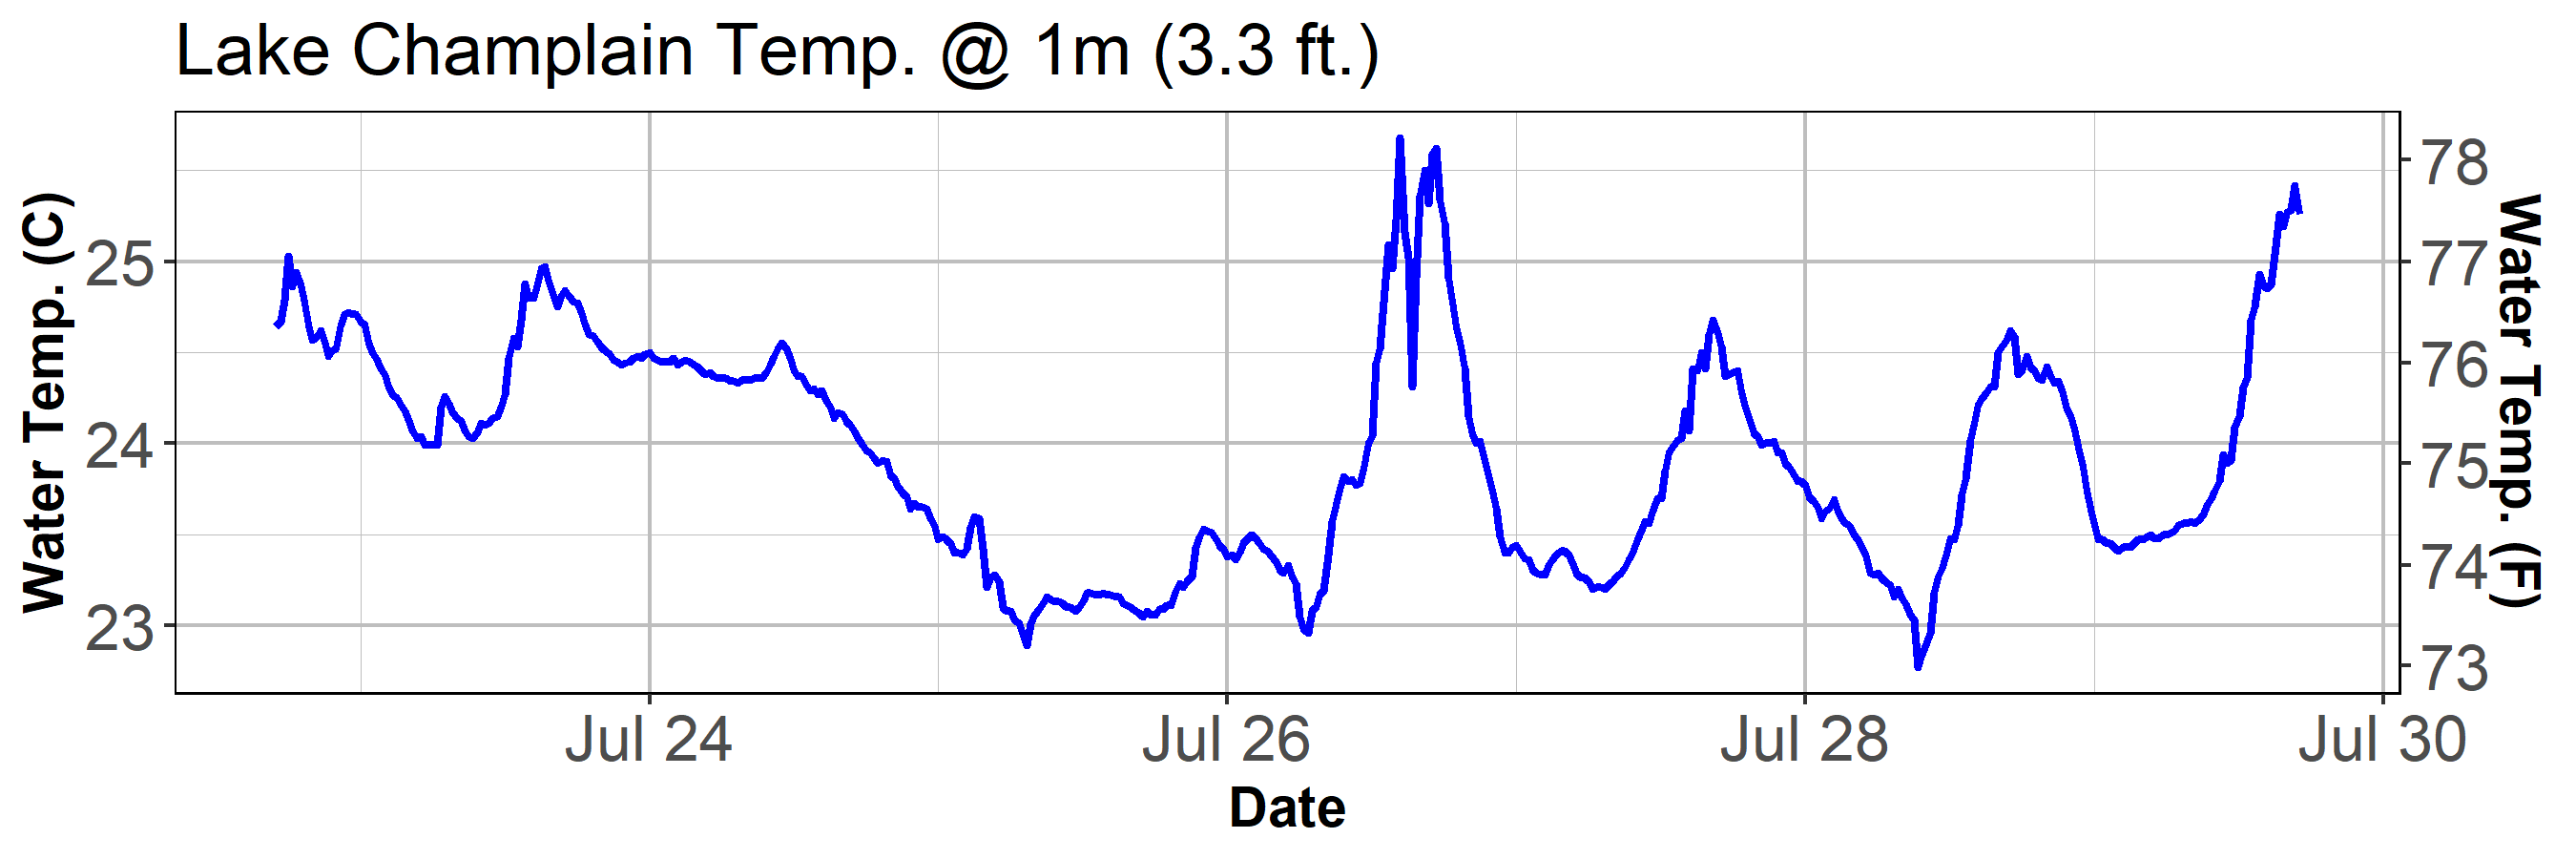 Lake Champlain Temp. @ 1m (3.3 ft.)
Water Temp. (C)
25
24
23
78
77
76
75
74
73
Water Temp. (F)
Jul 24
Jul 26
Jul 28
Jul 30
Date